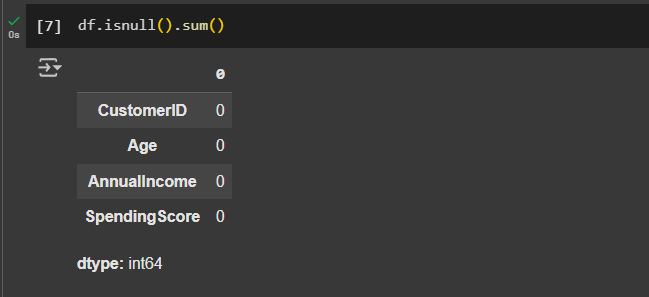 [7] df.isnull().sum()
0s
0
CustomerID 0
Age 0
AnnualIncome 0
SpendingScore 0
dtype: int64